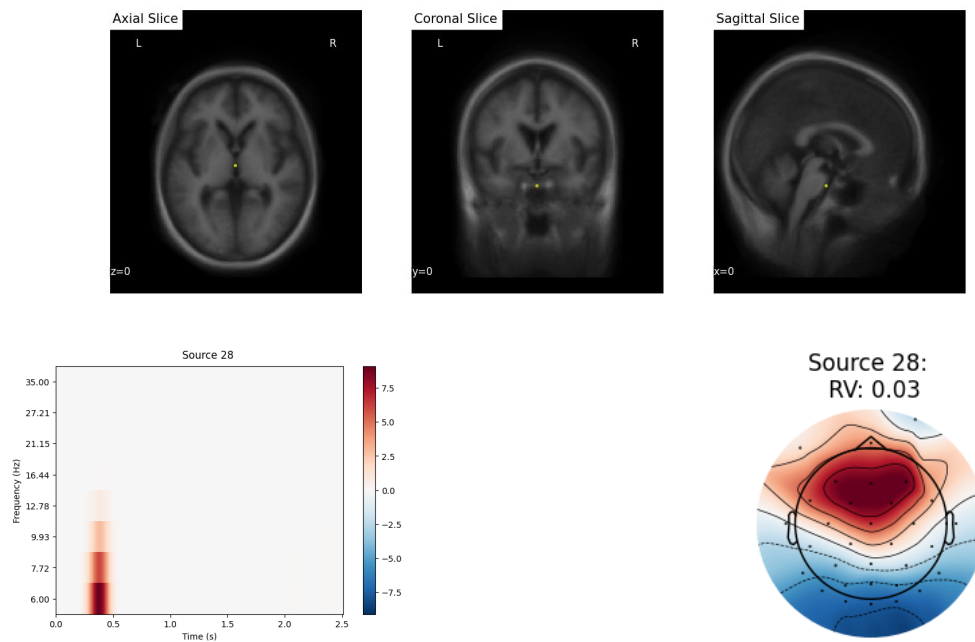 Axial Slice
L
R
z=0
Coronal Slice
L
R
y=0
Sagittal Slice
x=0
Source 28
35.00
27.21
21.15
16.44
12.78
9.93
7.72
6.00
Frequency (Hz)
0.0
0.5
1.0
1.5
2.0
2.5
Time (s)
7.5
5.0
2.5
0.0
−2.5
−5.0
−7.5
Source 28:
RV: 0.03